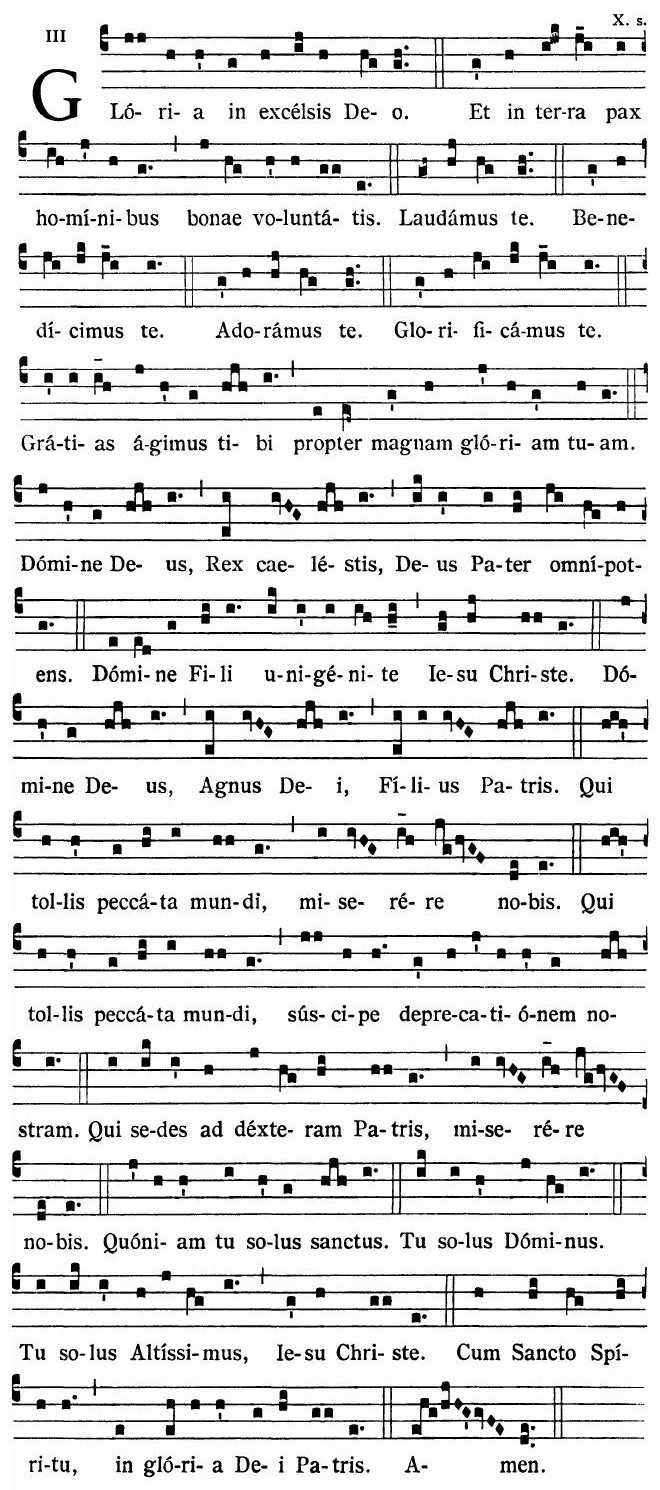 III X. s.
GLó- ri- a in excélsis De- o. Et in ter-ra pax
ho-mí-ni-bus bonae vo-luntá- tis. Laudámus te. Be-ne-
dí-cimus te. Ado-rámus te. Glo-ri- fi-cá-mus te.
Grá-ti- as á-gimus ti- bi propter magnam gló-ri- am tu-am.
Dómi-ne De- us, Rex cae- lé- stis, De- us Pa-ter omní-pot-
ens. Dómi-ne Fi-li u-ni-gé-ni-te Ie-su Chri-ste. Dó-
mi-ne De- us, Agnus De- i, Fí-li- us Pa- tris. Qui
tol-lis peccá-ta mun-di, mi- se- ré- re no-bis. Qui
tol-lis peccá-ta mun-di, sús- ci-pe depre-ca-ti- ó-nem no-
stram. Qui se-des ad déxte- ram Pa-tris, mi-se- ré- re
no-bis. Quóni- am tu so-lus sanctus. Tu so-lus Dómi-nus.
Tu so-lus Altíssi-mus, Ie-su Chri- ste. Cum Sancto Spí-
ri-tu, in gló-ri- a De- i Pa-tris. A- men.